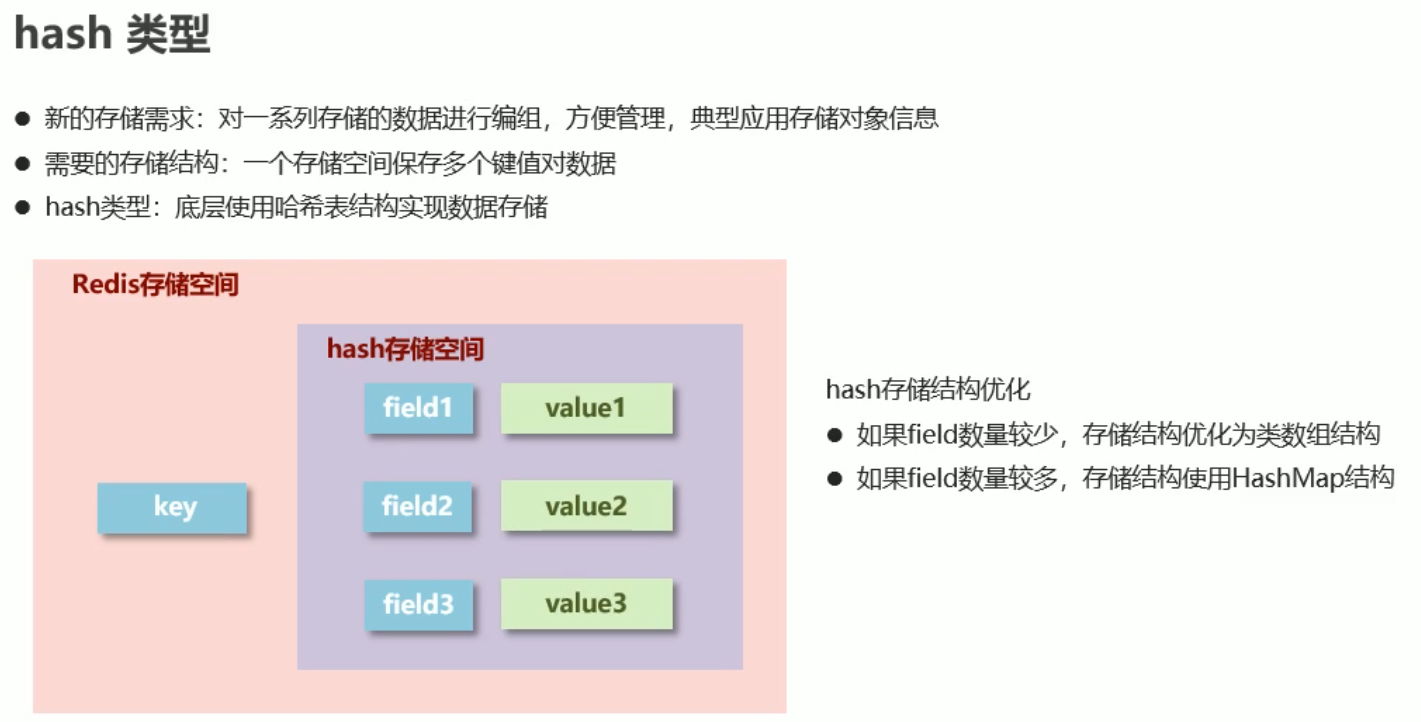 hash 类型
● 新的存储需求：对一系列存储的数据进行编组，方便管理，典型应用存储对象信息
● 需要的存储结构：一个存储空间保存多个键值对数据
● hash类型：底层使用哈希表结构实现数据存储
Redis存储空间
hash存储空间
field1 value1
key
field2 value2
field3 value3
hash存储结构优化
● 如果field数量较少，存储结构优化为类数组结构
● 如果field数量较多，存储结构使用HashMap结构